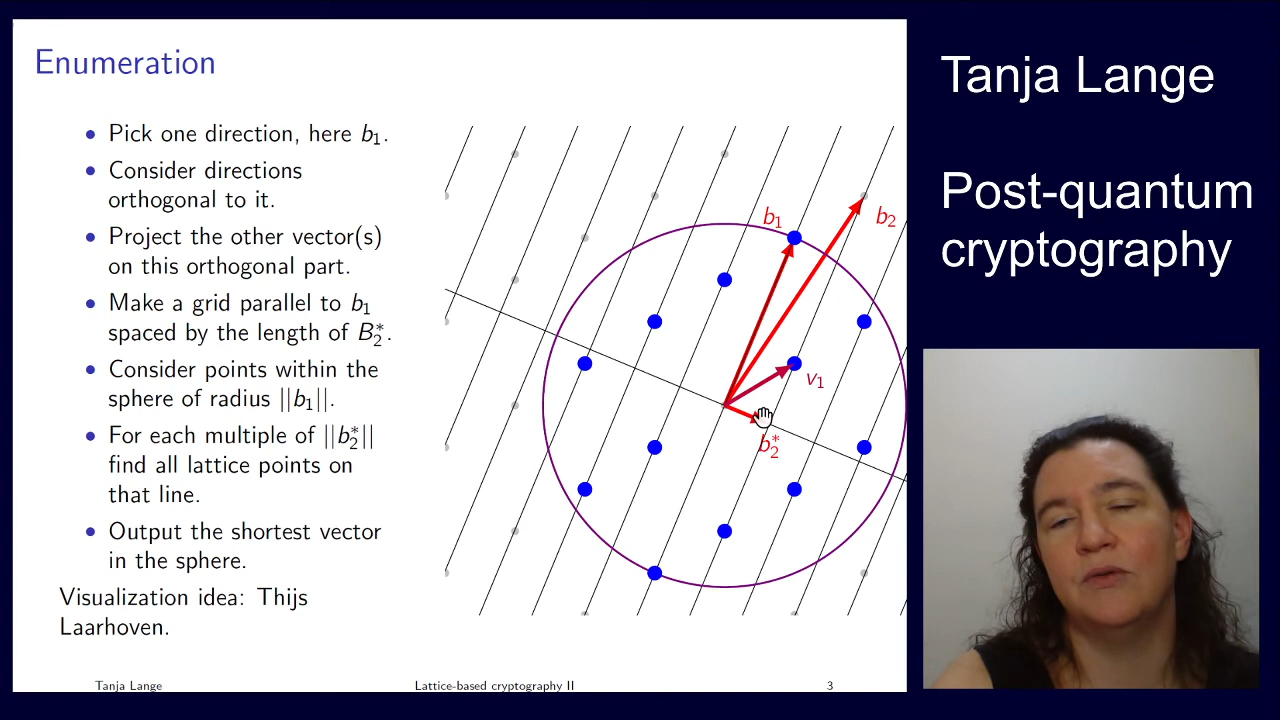 Enumeration
• Pick one direction, here b₁.
• Consider directions
orthogonal to it.
• Project the other vector(s)
on this orthogonal part.
• Make a grid parallel to b₁
spaced by the length of B₂*.
• Consider points within the
sphere of radius ||b₁||.
• For each multiple of ||b₂*||
find all lattice points on
that line.
• Output the shortest vector
in the sphere.
Visualization idea: Thijs
Laarhoven.
b₁
b₂
v₁
b₂*
Tanja Lange
Lattice-based cryptography II
3
Tanja Lange
Post-quantum
cryptography